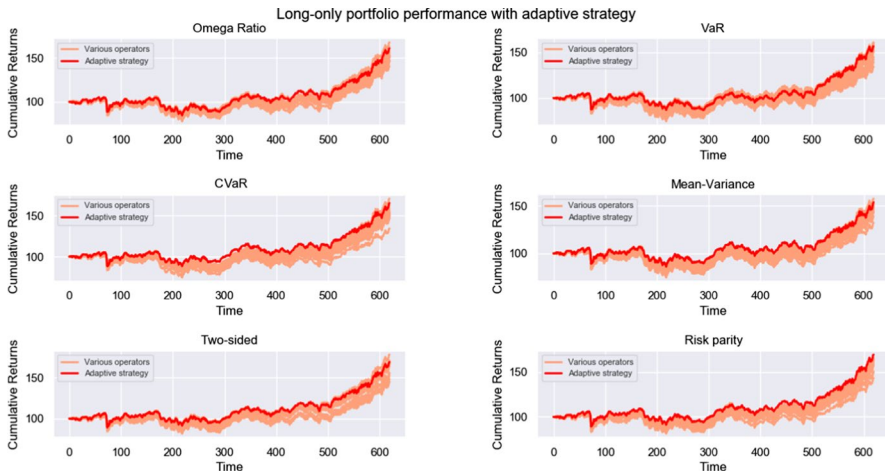 Long-only portfolio performance with adaptive strategy
Omega Ratio
Cumulative Returns
150
100
Various operators
Adaptive strategy
0 100 200 300 400 500 600
Time
VaR
Cumulative Returns
150
100
Various operators
Adaptive strategy
0 100 200 300 400 500 600
Time
CVaR
Cumulative Returns
150
100
Various operators
Adaptive strategy
0 100 200 300 400 500 600
Time
Mean-Variance
Cumulative Returns
150
100
Various operators
Adaptive strategy
0 100 200 300 400 500 600
Time
Two-sided
Cumulative Returns
150
100
Various operators
Adaptive strategy
0 100 200 300 400 500 600
Time
Risk parity
Cumulative Returns
150
100
Various operators
Adaptive strategy
0 100 200 300 400 500 600
Time